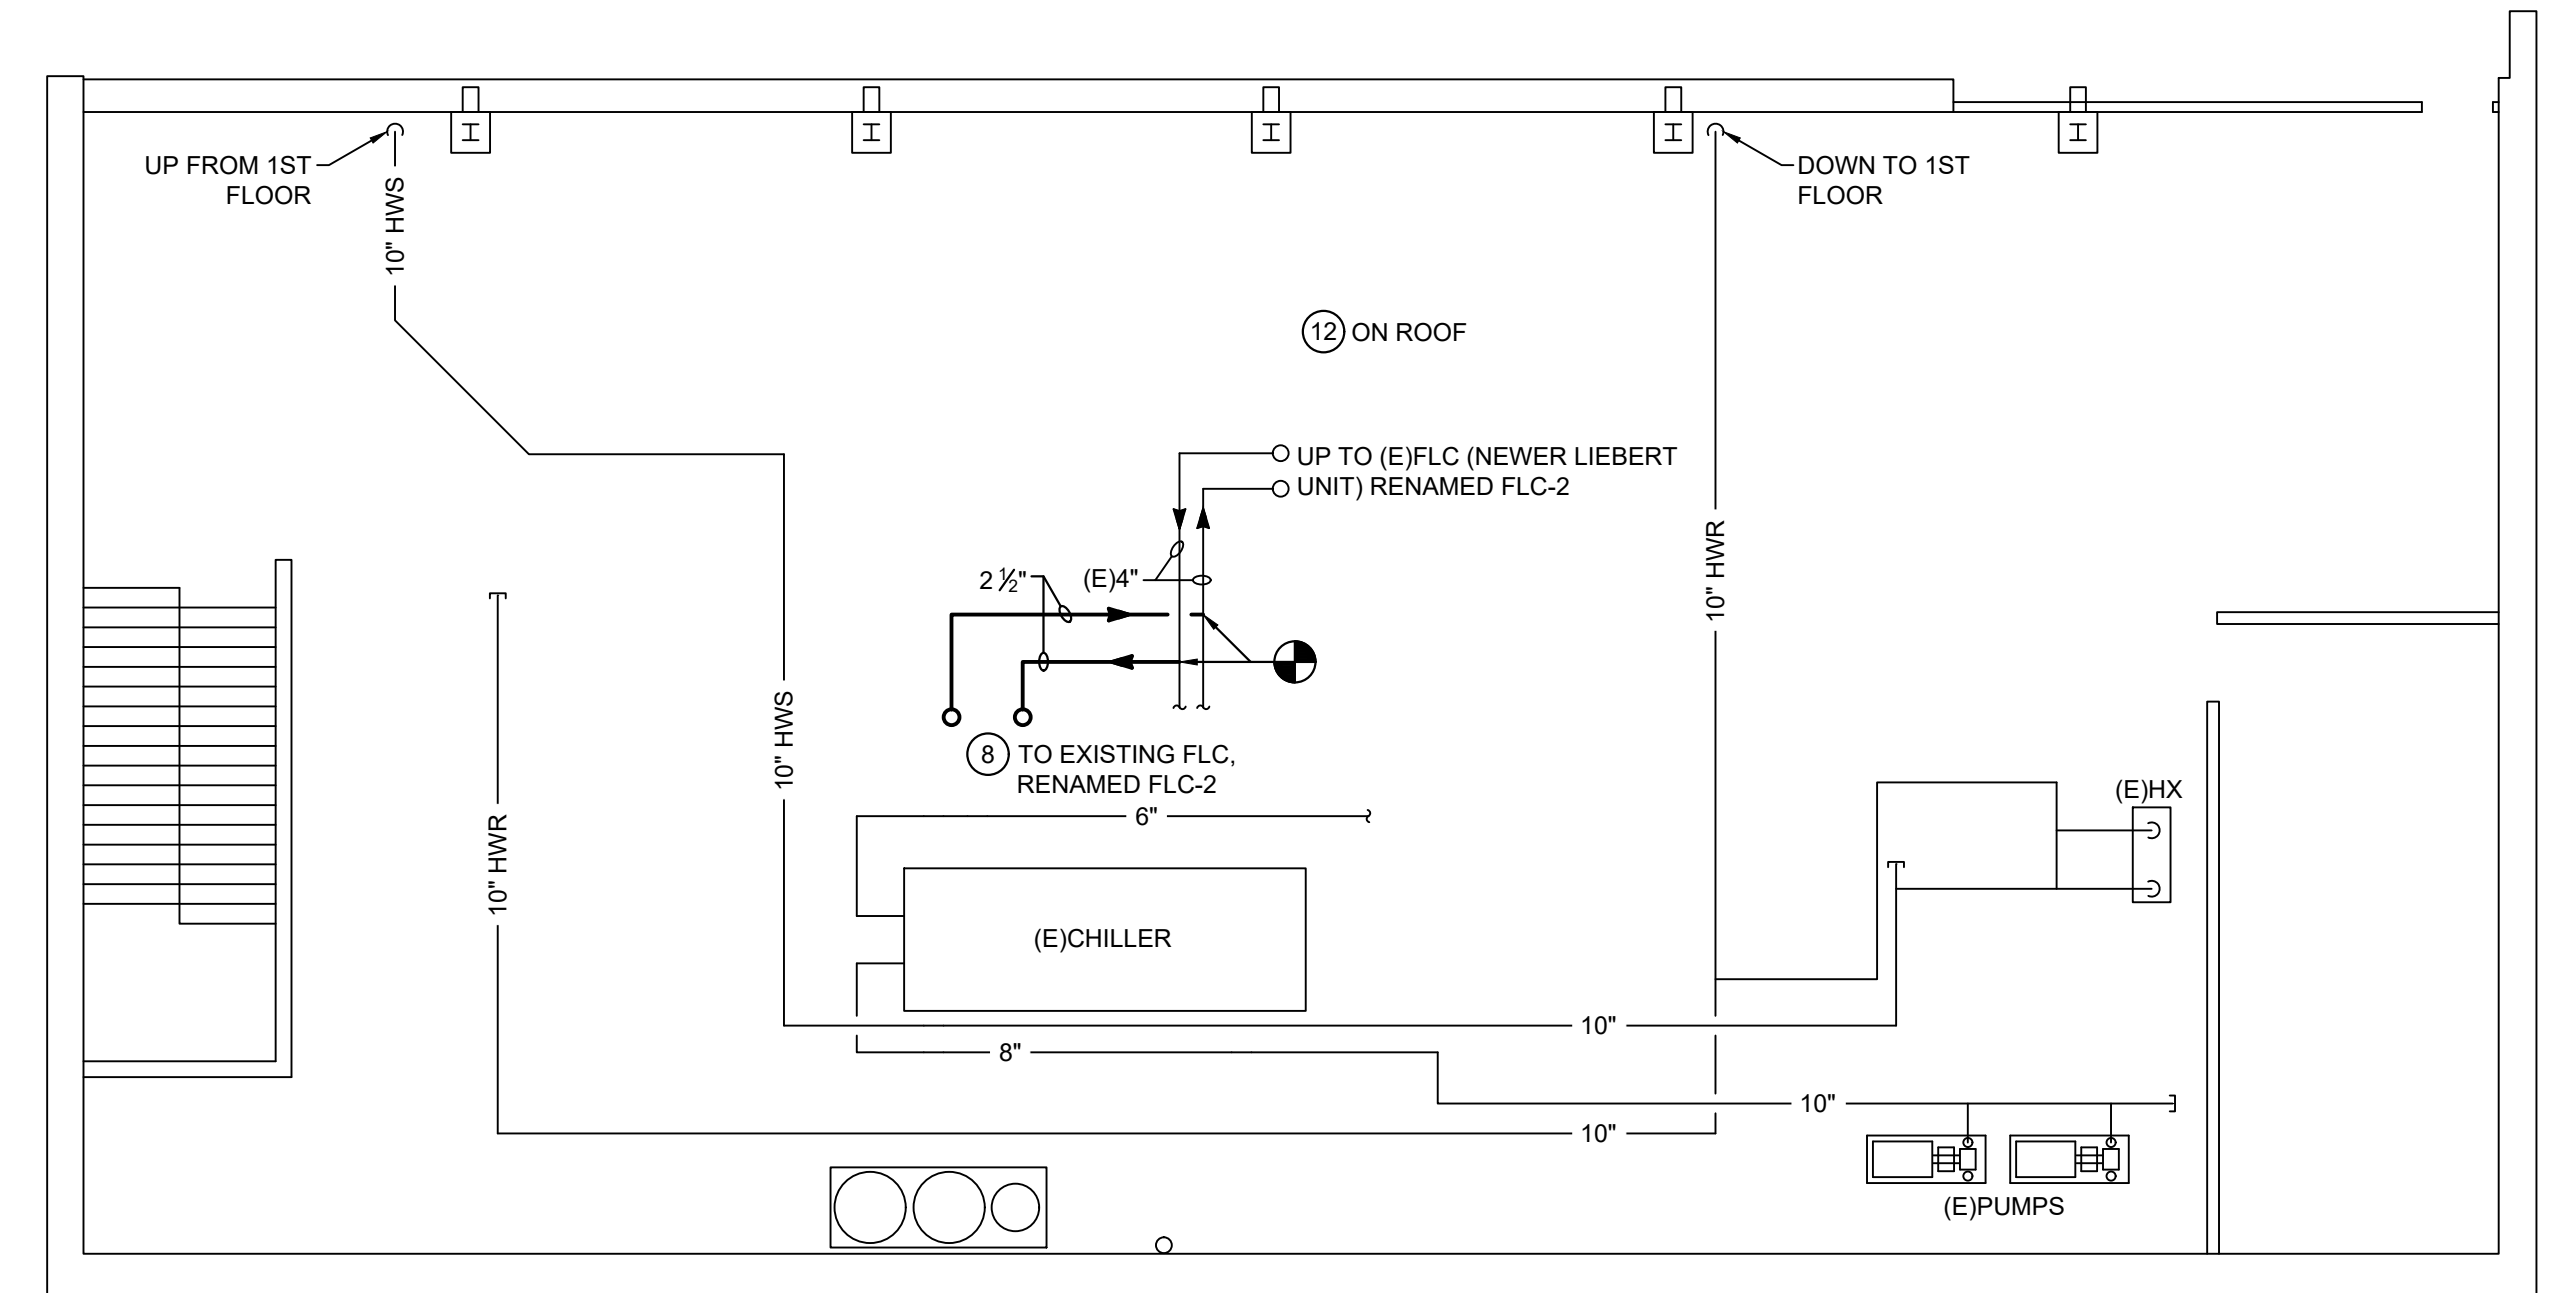 UP FROM 1ST
FLOOR
10" HWS
DOWN TO 1ST
FLOOR
12 ON ROOF
UP TO (E)FLC (NEWER LIEBERT
UNIT) RENAMED FLC-2
2 ½"
(E)4"
10" HWR
10" HWS
8 TO EXISTING FLC,
RENAMED FLC-2
10" HWR
6"
(E)HX
(E)CHILLER
10"
8"
10"
10"
(E)PUMPS